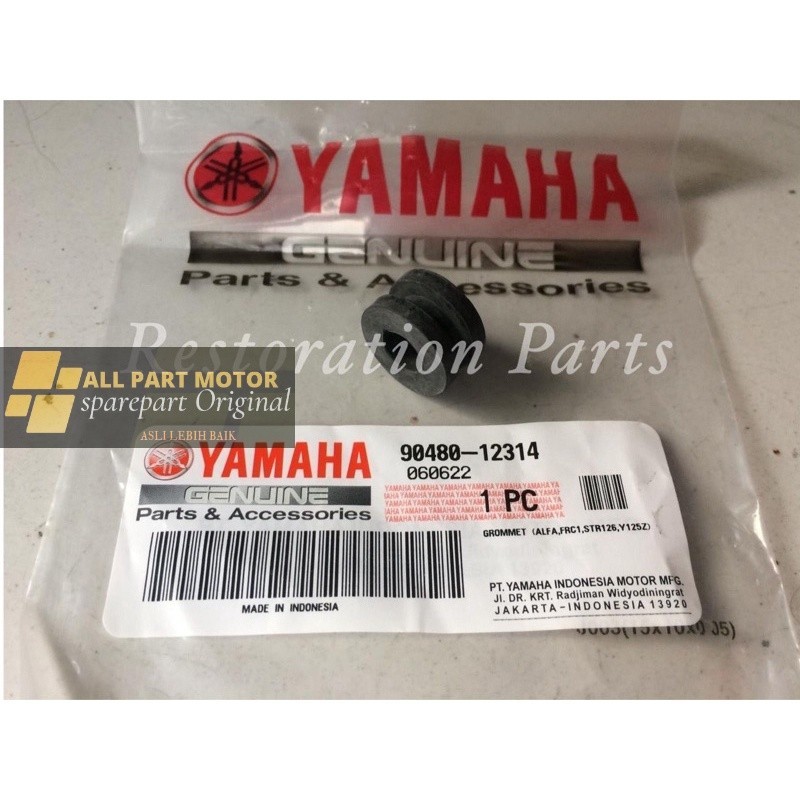 YAMAHA
GENUINE
Parts & Accessories
Restoration Parts
ALL PART MOTOR
sparepart Original
ASLI LEBIH BAIK
YAMAHA
GENUINE
Parts & Accessories
MADE IN INDONESIA
90480-12314
060622
1 PC
GROMMET (ALFA,FRC1,STR126,Y125Z)
PT. YAMAHA INDONESIA MOTOR MFG.
Jl. DR. KRT. Radjiman Widyodiningrat
JAKARTA-INDONESIA 13920